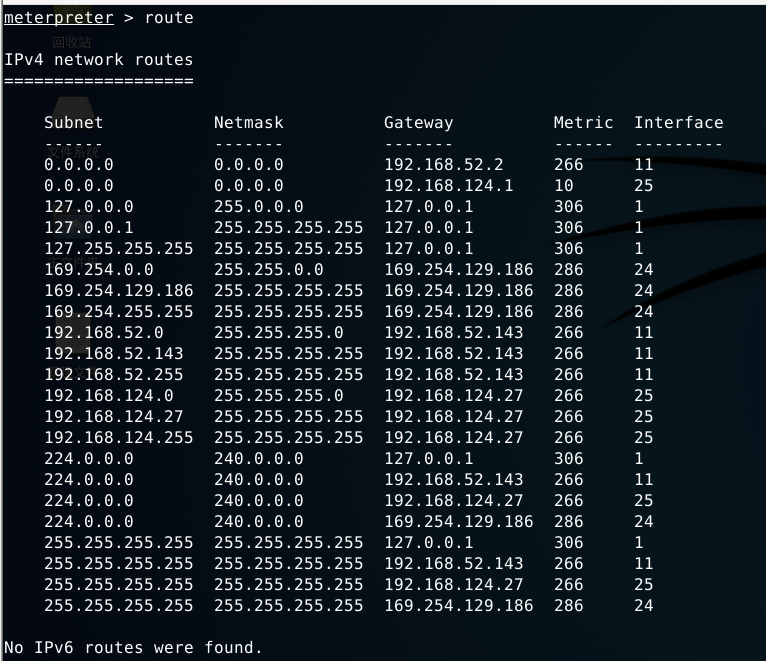 meterpreter > route
回收站
IPv4 network routes
===================
Subnet Netmask Gateway Metric Interface
------ ------- ------- ------ ---------
文件系统
0.0.0.0 0.0.0.0 192.168.52.2 266 11
0.0.0.0 0.0.0.0 192.168.124.1 10 25
127.0.0.0 255.0.0.0 127.0.0.1 306 1
127.0.0.1 255.255.255.255 127.0.0.1 306 1
127.255.255.255 255.255.255.255 127.0.0.1 306 1
169.254.0.0 255.255.0.0 169.254.129.186 286 24
169.254.129.186 255.255.255.255 169.254.129.186 286 24
169.254.255.255 255.255.255.255 169.254.129.186 286 24
192.168.52.0 255.255.255.0 192.168.52.143 266 11
192.168.52.143 255.255.255.255 192.168.52.143 266 11
192.168.52.255 255.255.255.255 192.168.52.143 266 11
192.168.124.0 255.255.255.0 192.168.124.27 266 25
192.168.124.27 255.255.255.255 192.168.124.27 266 25
192.168.124.255 255.255.255.255 192.168.124.27 266 25
224.0.0.0 240.0.0.0 127.0.0.1 306 1
224.0.0.0 240.0.0.0 192.168.52.143 266 11
224.0.0.0 240.0.0.0 192.168.124.27 266 25
224.0.0.0 240.0.0.0 169.254.129.186 286 24
255.255.255.255 255.255.255.255 127.0.0.1 306 1
255.255.255.255 255.255.255.255 192.168.52.143 266 11
255.255.255.255 255.255.255.255 192.168.124.27 266 25
255.255.255.255 255.255.255.255 169.254.129.186 286 24
No IPv6 routes were found.